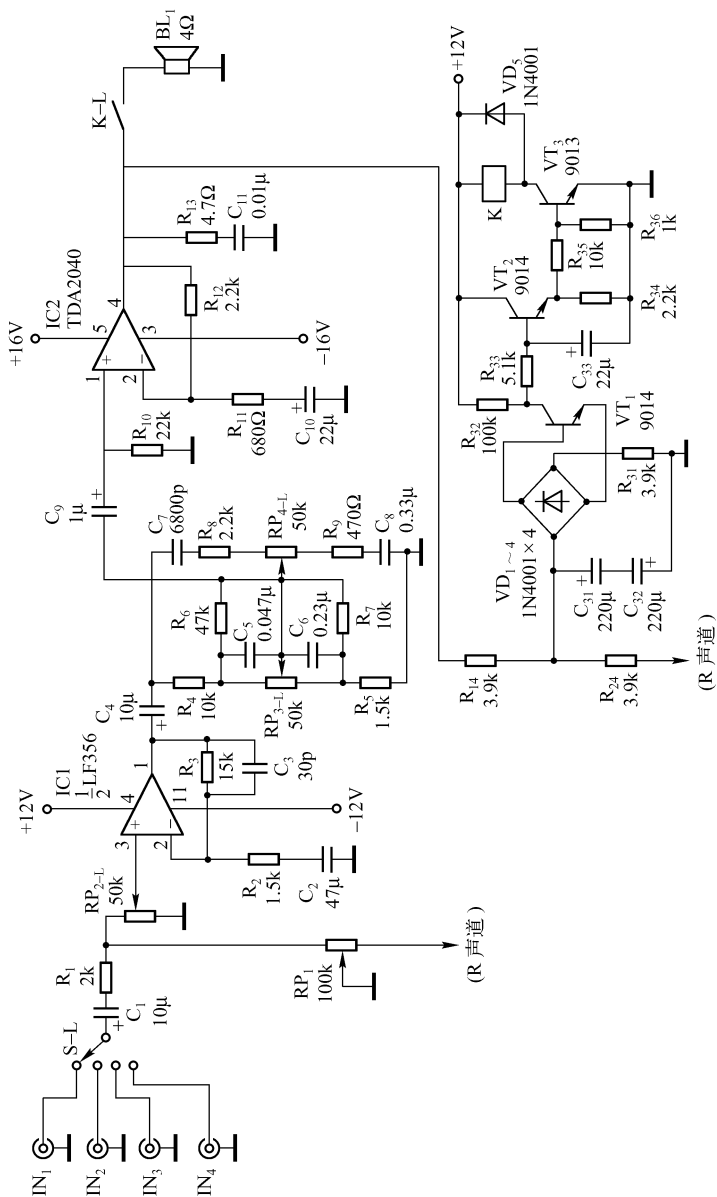 IN₁
IN₂
IN₃
IN₄
S–L
C₁
10μ
R₁
2k
RP₁
100k
(R 声道)
RP₂₋L
50k
+12V
IC1
½LF356
3
+
4
1
2
−
11
−12V
R₂
1.5k
C₂
47μ
R₃
15k
C₃
30p
C₄
10μ
R₄
10k
RP₃₋L
50k
R₅
1.5k
R₆
47k
C₅
0.047μ
C₆
0.23μ
R₇
10k
C₇
6800p
R₈
2.2k
RP₄₋L
50k
R₉
470Ω
C₈
0.33μ
C₉
1μ
R₁₀
22k
+16V
IC2
TDA2040
1
+
5
4
2
−
3
−16V
R₁₁
680Ω
C₁₀
22μ
R₁₂
2.2k
R₁₃
4.7Ω
C₁₁
0.01μ
K–L
BL₁
4Ω
R₁₄
3.9k
R₂₄
3.9k
(R 声道)
VD₁~₄
1N4001×4
C₃₁
220μ
C₃₂
220μ
R₃₁
3.9k
R₃₂
100k
VT₁
9014
R₃₃
5.1k
C₃₃
22μ
VT₂
9014
R₃₄
2.2k
R₃₅
10k
R₃₆
1k
K
VT₃
9013
VD₅
1N4001
+12V